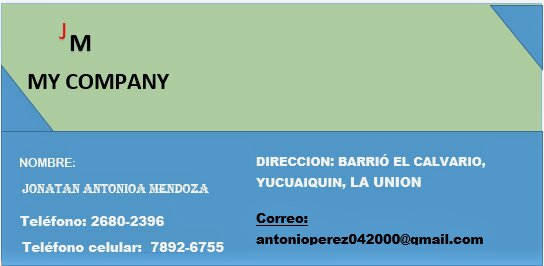 J
M
MY COMPANY
NOMBRE:
JONATAN ANTONIOA MENDOZA
Teléfono: 2680-2396
Teléfono celular: 7892-6755
DIRECCION: BARRIÓ EL CALVARIO,
YUCUAIQUIN, LA UNION
Correo:
antonioperez042000@gmail.com